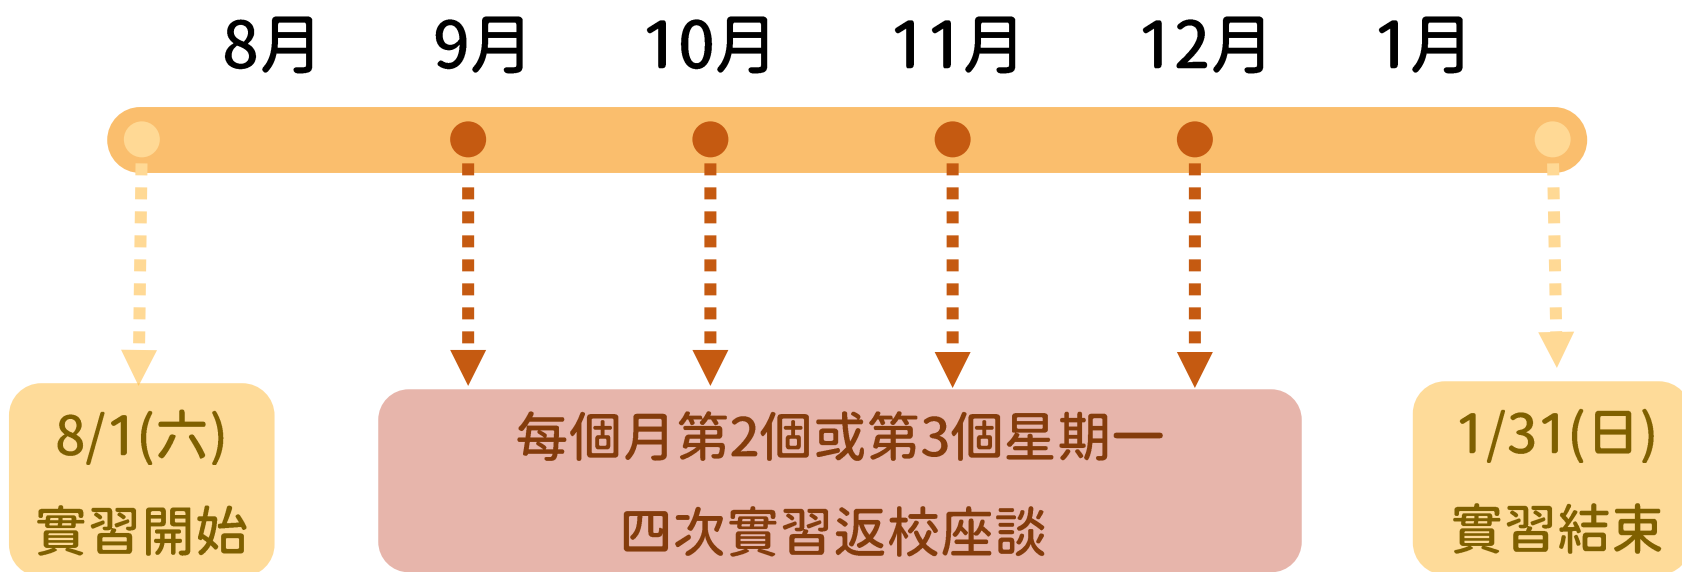 8月 9月 10月 11月 12月 1月
8/1(六)
實習開始
每個月第2個或第3個星期一
四次實習返校座談
1/31(日)
實習結束